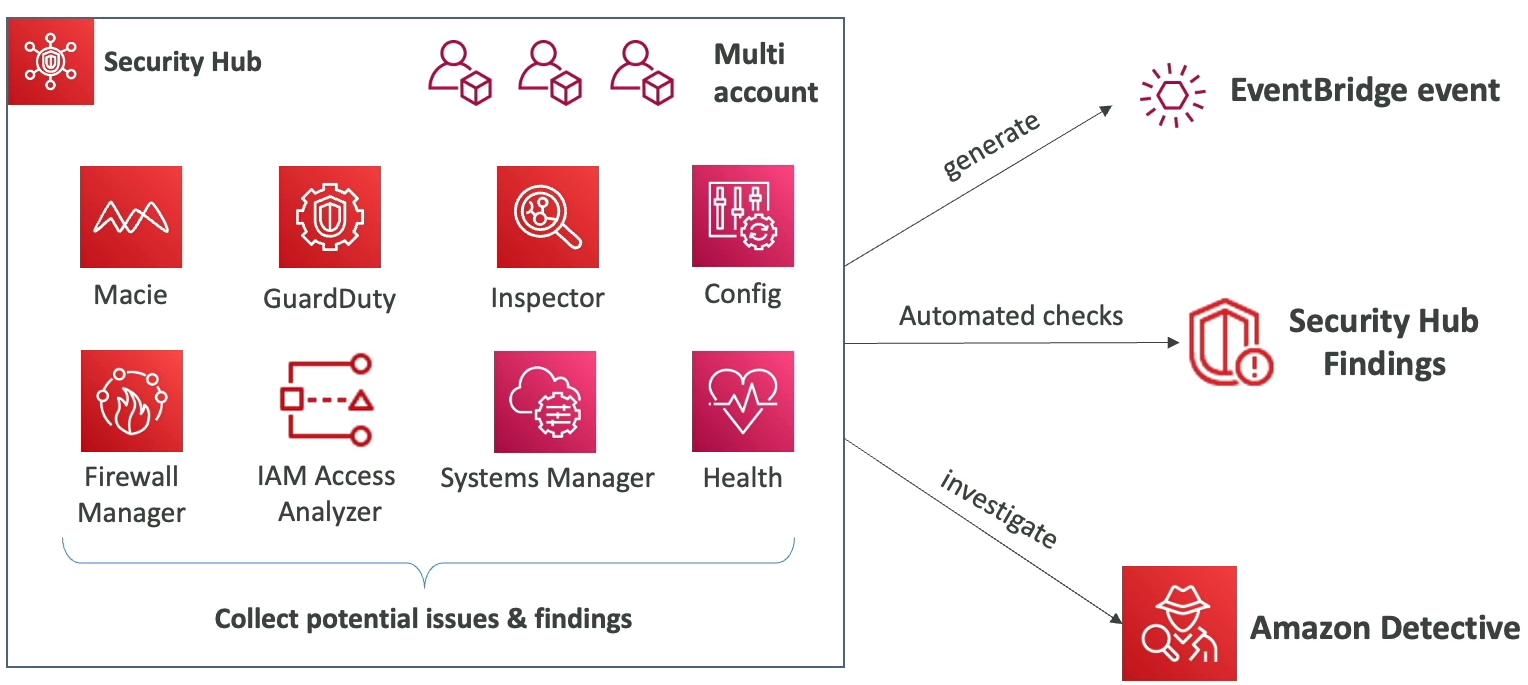 Security Hub
Multi
account
EventBridge event
generate
Macie
GuardDuty
Inspector
Config
Automated checks
Security Hub
Findings
Firewall
Manager
IAM Access
Analyzer
Systems Manager
Health
investigate
Collect potential issues & findings
Amazon Detective